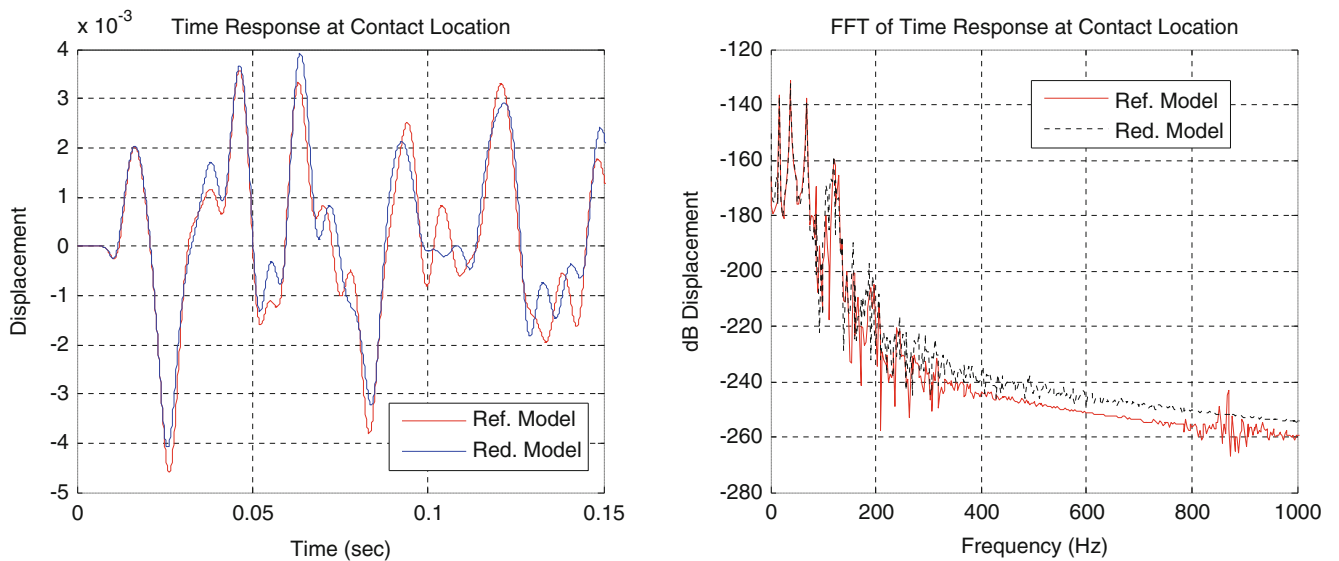 Time Response at Contact Location
x 10⁻³
4
3
2
1
0
-1
-2
-3
-4
-5
Displacement
0
0.05
0.1
0.15
Time (sec)
Ref. Model
Red. Model
FFT of Time Response at Contact Location
-120
-140
-160
-180
-200
-220
-240
-260
-280
dB Displacement
0
200
400
600
800
1000
Frequency (Hz)
Ref. Model
Red. Model